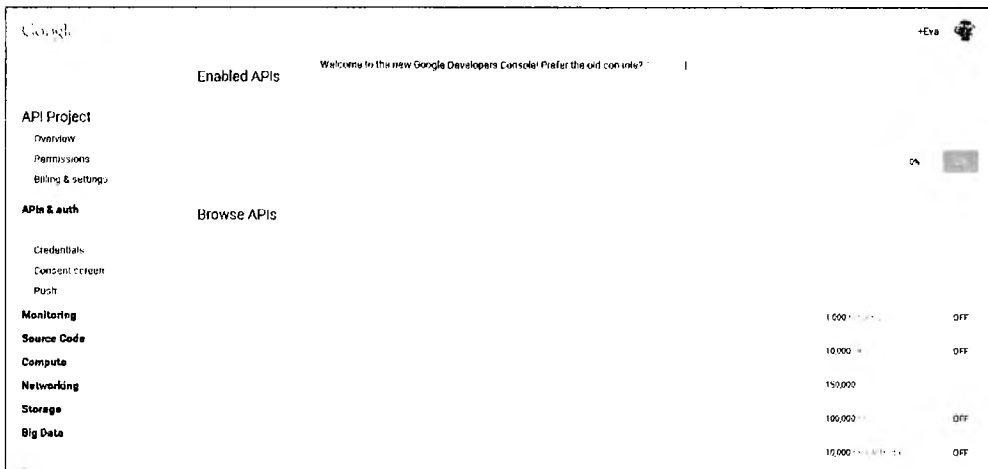 Google
+Eva
Welcome to the new Google Developers Console! Prefer the old console?
Enabled APIs
API Project
Overview
Permissions
Billing & settings
0%
APIs & auth
Browse APIs
Credentials
Consent screen
Push
Monitoring
1,000
OFF
Source Code
10,000
OFF
Compute
Networking
150,000
Storage
100,000
OFF
Big Data
10,000
OFF